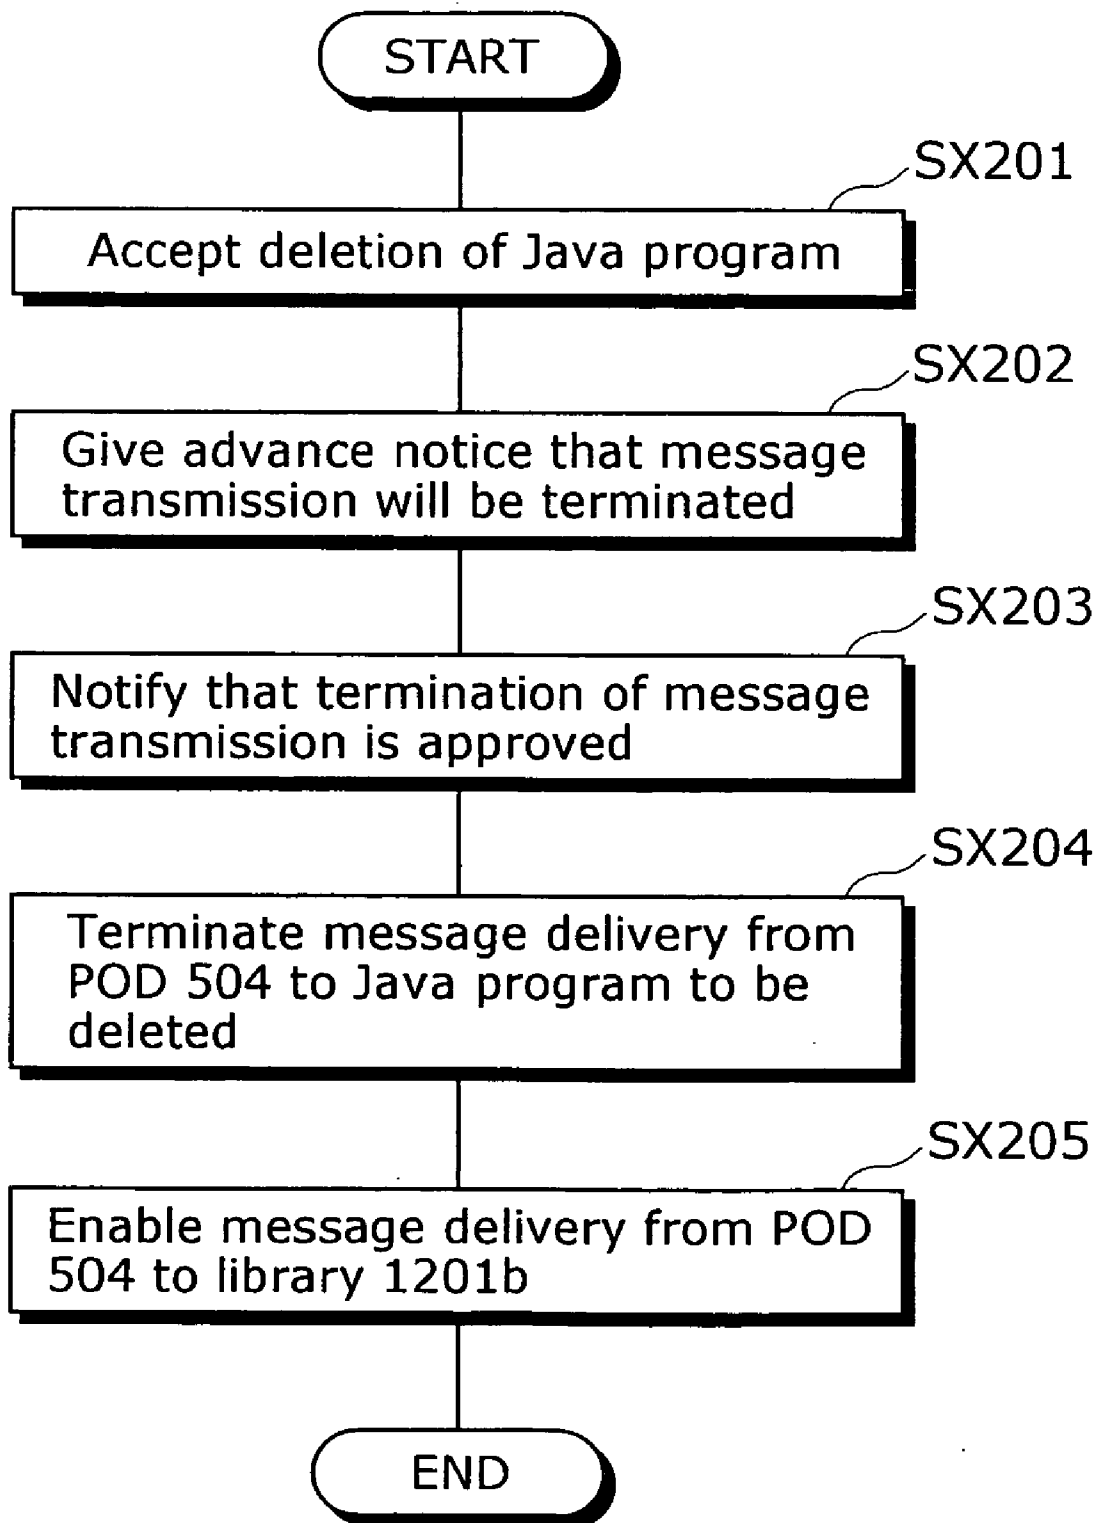 START
SX201
Accept deletion of Java program
SX202
Give advance notice that message
transmission will be terminated
SX203
Notify that termination of message
transmission is approved
SX204
Terminate message delivery from
POD 504 to Java program to be
deleted
SX205
Enable message delivery from POD
504 to library 1201b
END